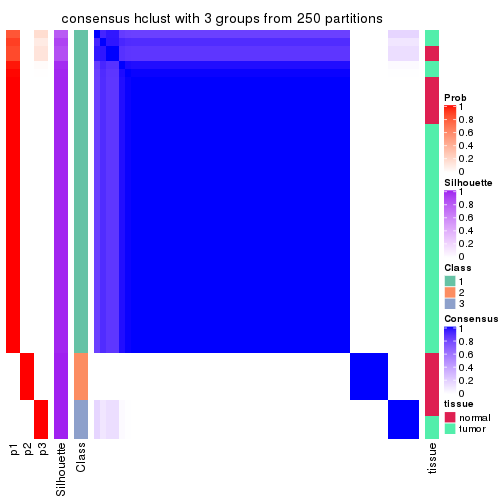 consensus hclust with 3 groups from 250 partitions
Prob
1
0.8
0.6
0.4
0.2
0
Silhouette
1
0.8
0.6
0.4
0.2
0
Class
1
2
3
Consensus
1
0.8
0.6
0.4
0.2
0
tissue
normal
tumor
p1
p2
p3
Silhouette
Class
tissue